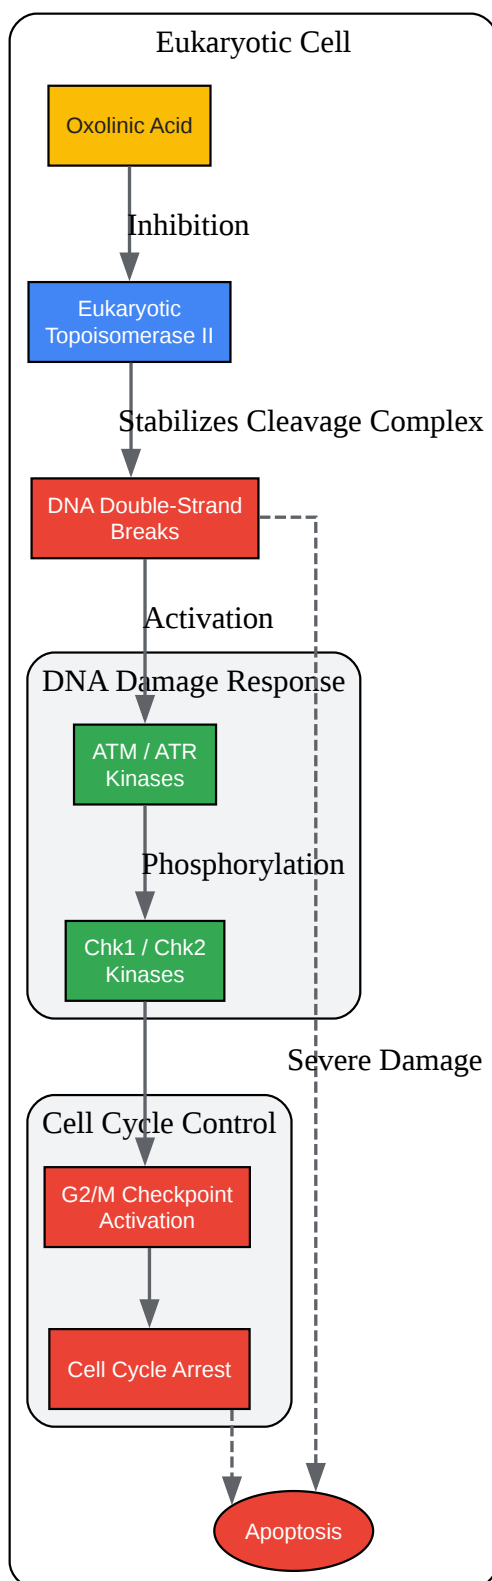 Eukaryotic Cell
Oxolinic Acid
Inhibition
Eukaryotic
Topoisomerase II
Stabilizes Cleavage Complex
DNA Double-Strand
Breaks
Activation
DNA Damage Response
ATM / ATR
Kinases
Phosphorylation
Chk1 / Chk2
Kinases
Severe Damage
Cell Cycle Control
G2/M Checkpoint
Activation
Cell Cycle Arrest
Apoptosis